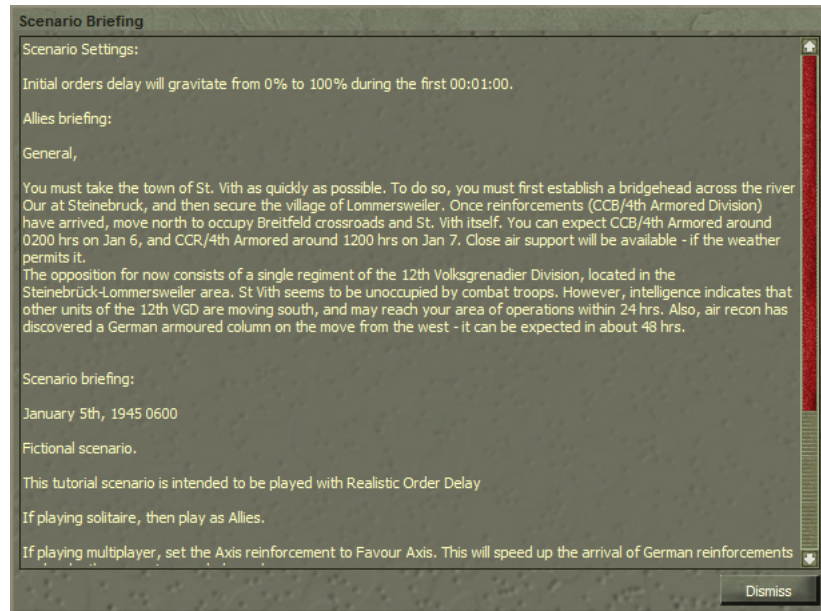 Scenario Briefing
Scenario Settings:
Initial orders delay will gravitate from 0% to 100% during the first 00:01:00.
Allies briefing:
General,
You must take the town of St. Vith as quickly as possible. To do so, you must first establish a bridgehead across the river
Our at Steinebruck, and then secure the village of Lommersweiler. Once reinforcements (CCB/4th Armored Division)
have arrived, move north to occupy Breitfeld crossroads and St. Vith itself. You can expect CCB/4th Armored around
0200 hrs on Jan 6, and CCR/4th Armored around 1200 hrs on Jan 7. Close air support will be available - if the weather
permits it.
The opposition for now consists of a single regiment of the 12th Volksgrenadier Division, located in the
Steinebrück-Lommersweiler area. St Vith seems to be unoccupied by combat troops. However, intelligence indicates that
other units of the 12th VGD are moving south, and may reach your area of operations within 24 hrs. Also, air recon has
discovered a German armoured column on the move from the west - it can be expected in about 48 hrs.
Scenario briefing:
January 5th, 1945 0600
Fictional scenario.
This tutorial scenario is intended to be played with Realistic Order Delay
If playing solitaire, then play as Allies.
If playing multiplayer, set the Axis reinforcement to Favour Axis. This will speed up the arrival of German reinforcements
Dismiss